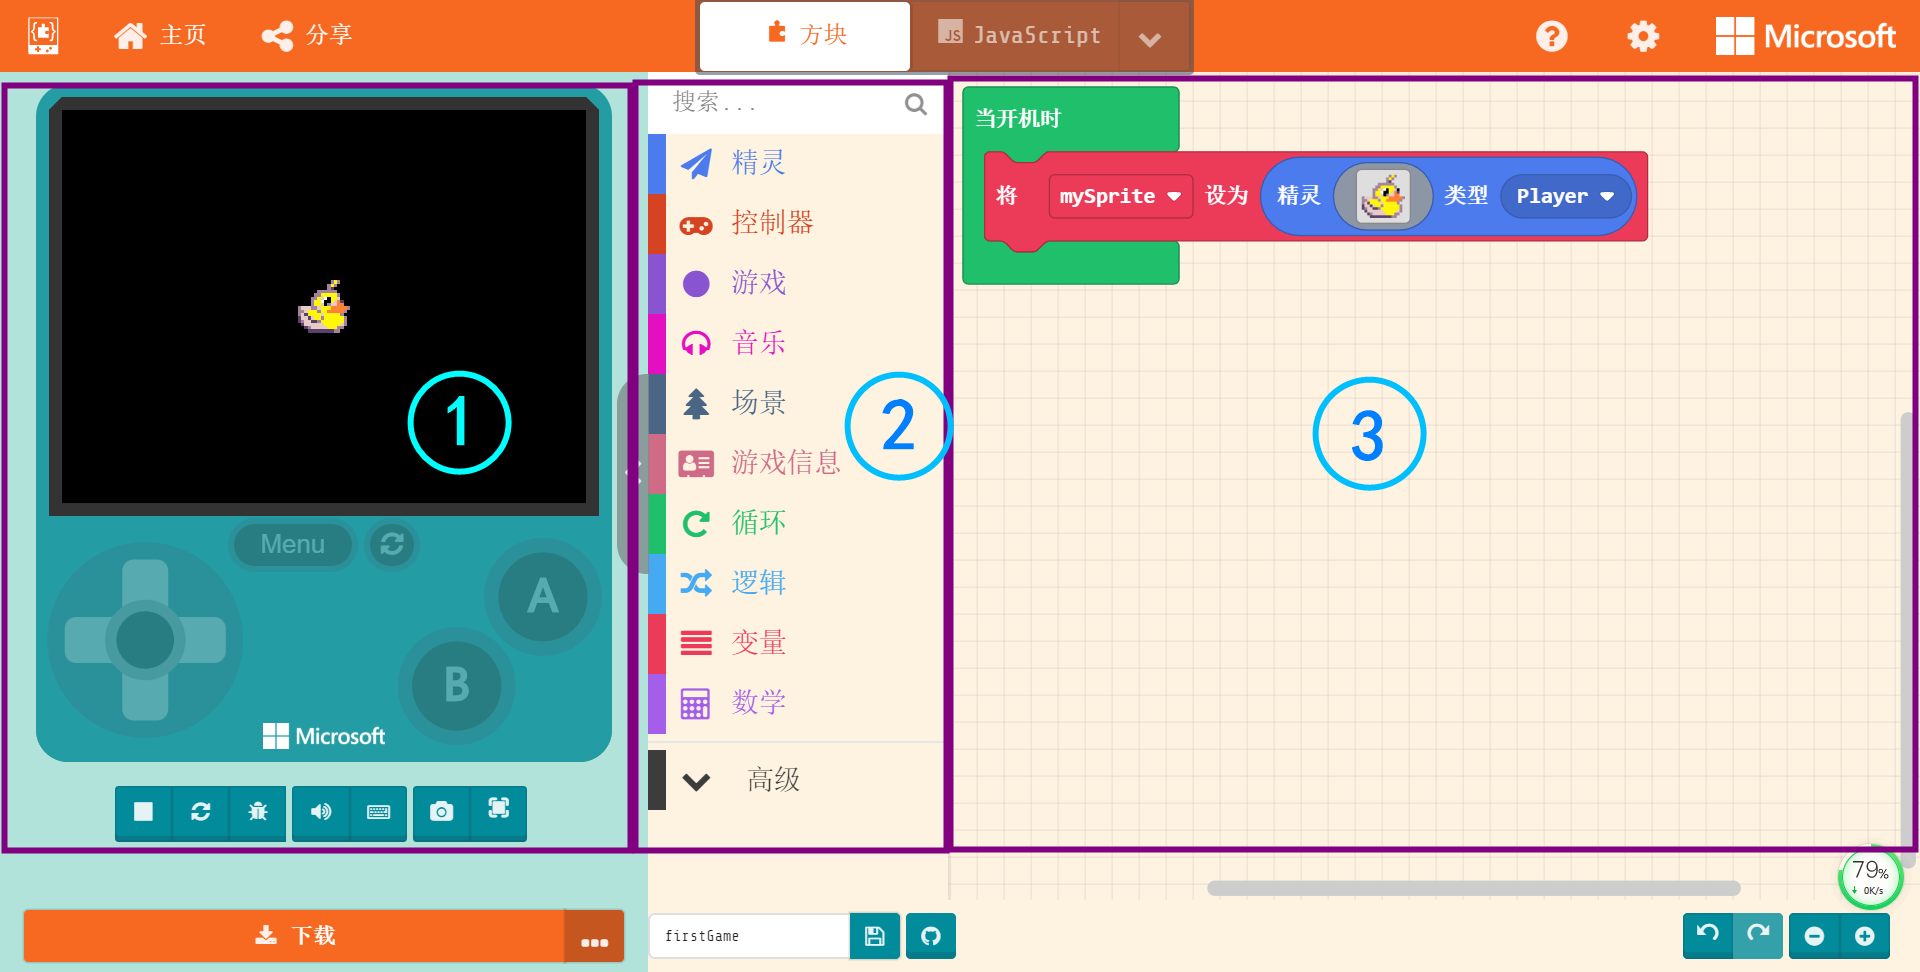 主页 分享 方块 JavaScript Microsoft
搜索...
精灵
控制器
游戏
音乐
场景
游戏信息
循环
逻辑
变量
数学
高级
当开机时
将 mySprite 设为 精灵 类型 Player
1
2
3
Menu
A
B
Microsoft
下载
firstGame
79%
0K/s